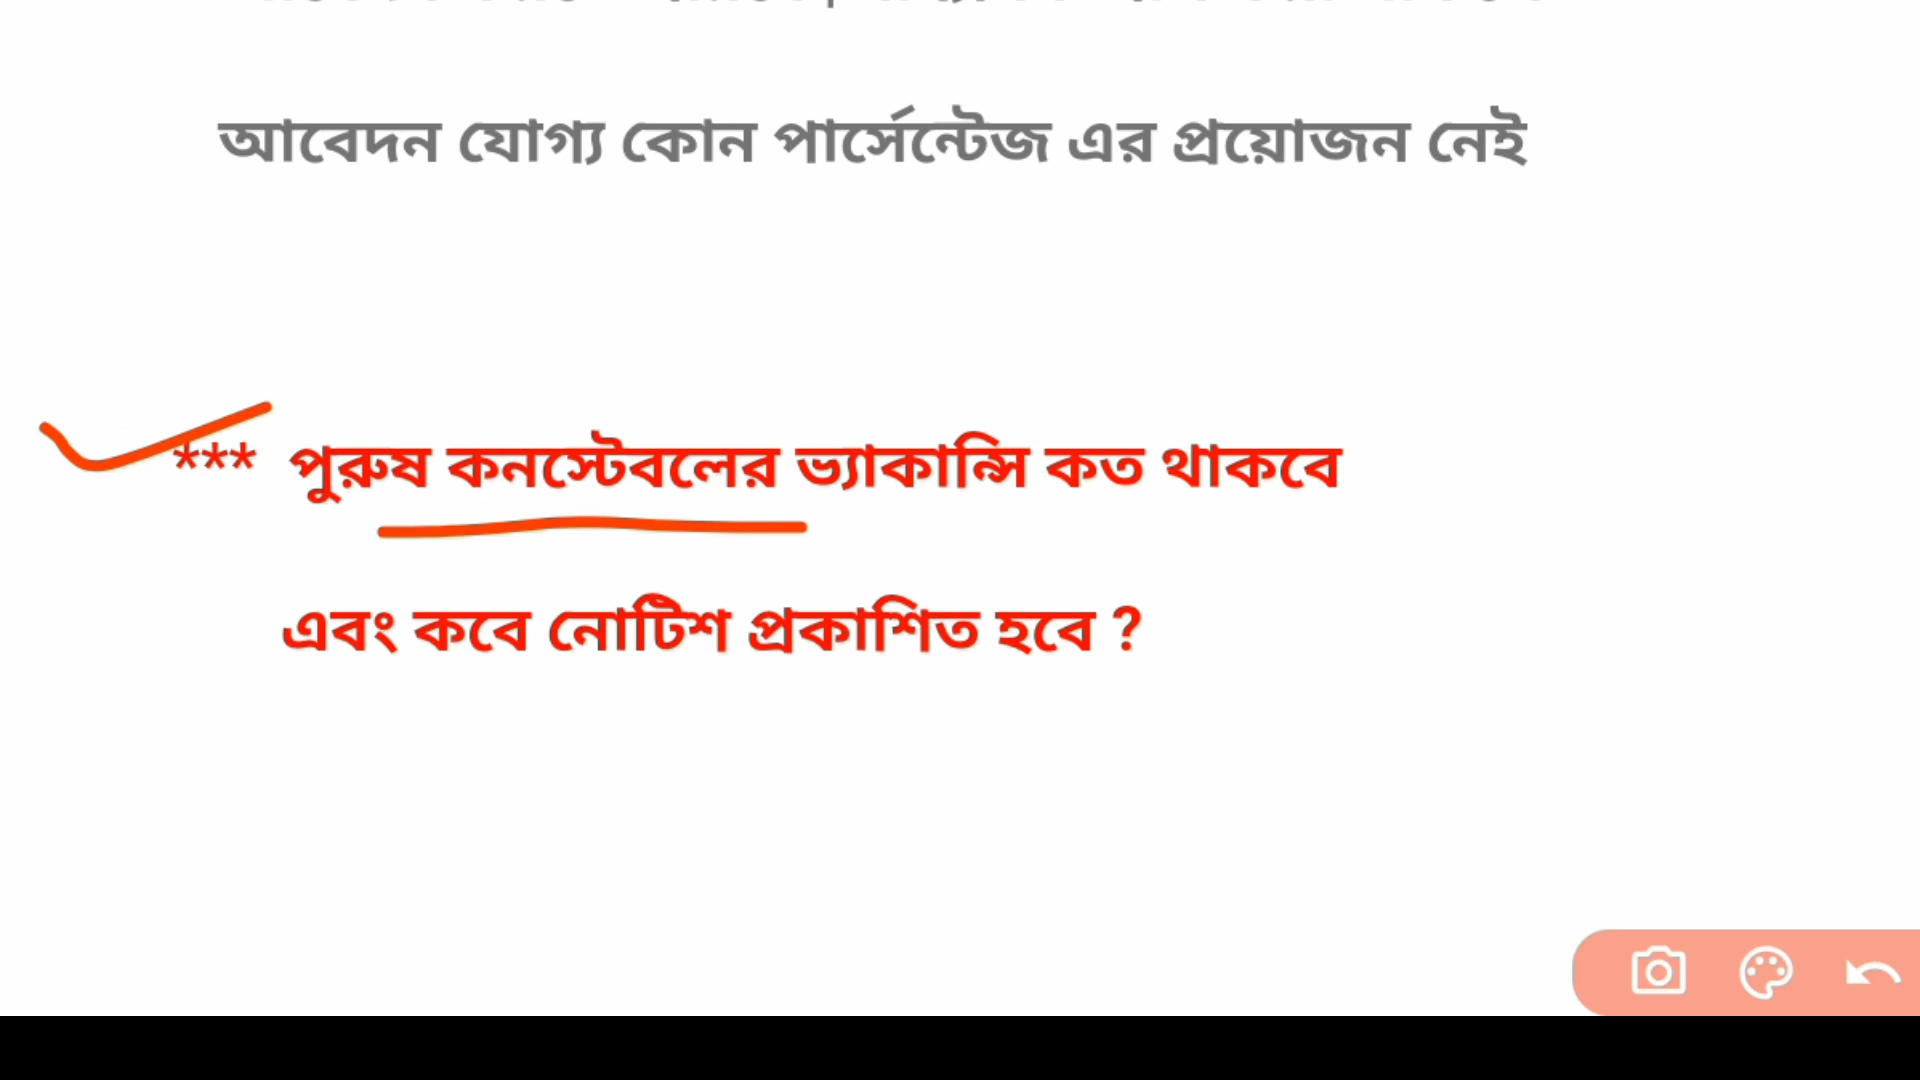 আবেদন যোগ্য কোন পার্সেন্টেজ এর প্রয়োজন নেই
*** পুরুষ কনস্টেবলের ভ্যাকান্সি কত থাকবে
এবং কবে নোটিশ প্রকাশিত হবে ?